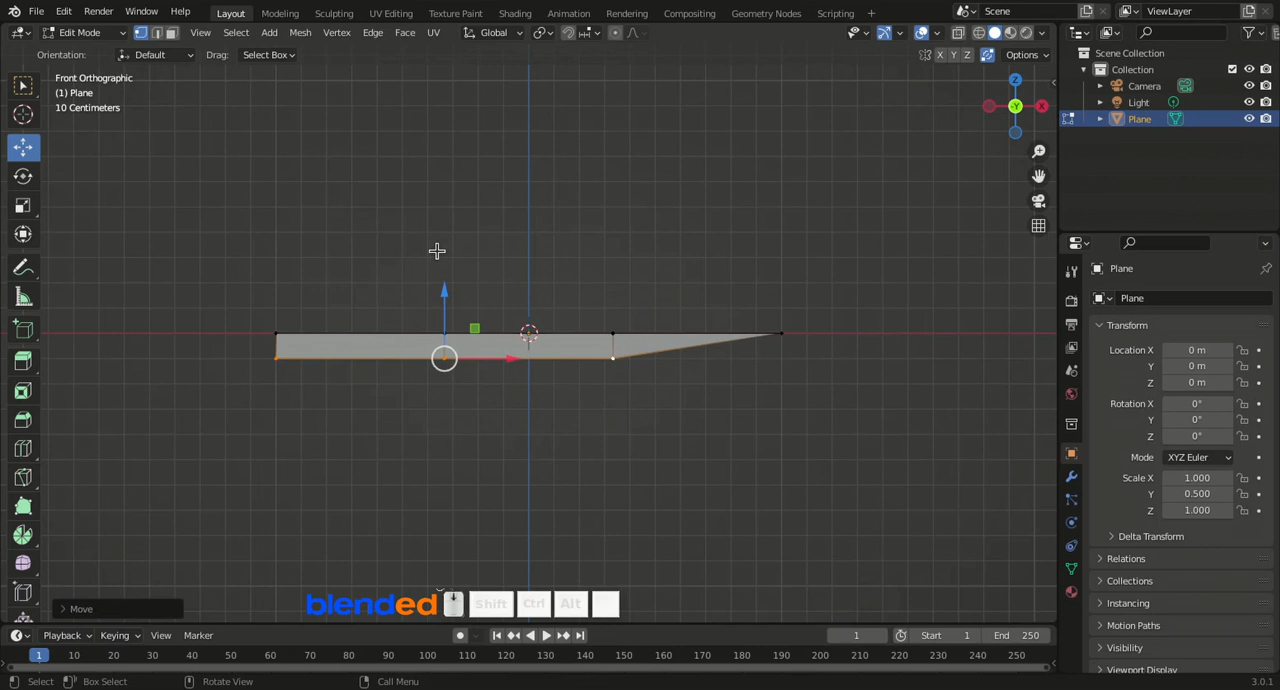 File Edit Render Window Help Layout Modeling Sculpting UV Editing Texture Paint Shading Animation Rendering Compositing Geometry Nodes Scripting + Scene ViewLayer
Edit Mode View Select Add Mesh Vertex Edge Face UV Global
Orientation: Default Drag: Select Box X Y Z Options
Front Orthographic
(1) Plane
10 Centimeters
Z
-Y
X
Scene Collection
Collection
Camera
Light
Plane
Plane
Plane
Transform
Location X 0 m
Y 0 m
Z 0 m
Rotation X 0°
Y 0°
Z 0°
Mode XYZ Euler
Scale X 1.000
Y 0.500
Z 1.000
Delta Transform
Relations
Collections
Instancing
Motion Paths
Visibility
Viewport Display
Move
blended Shift Ctrl Alt
Playback Keying View Marker 1 Start 1 End 250
1 10 20 30 40 50 60 70 80 90 100 110 120 130 140 150 160 170 180 190 200 210 220 230 240 250
Select Box Select Rotate View Call Menu 3.0.1